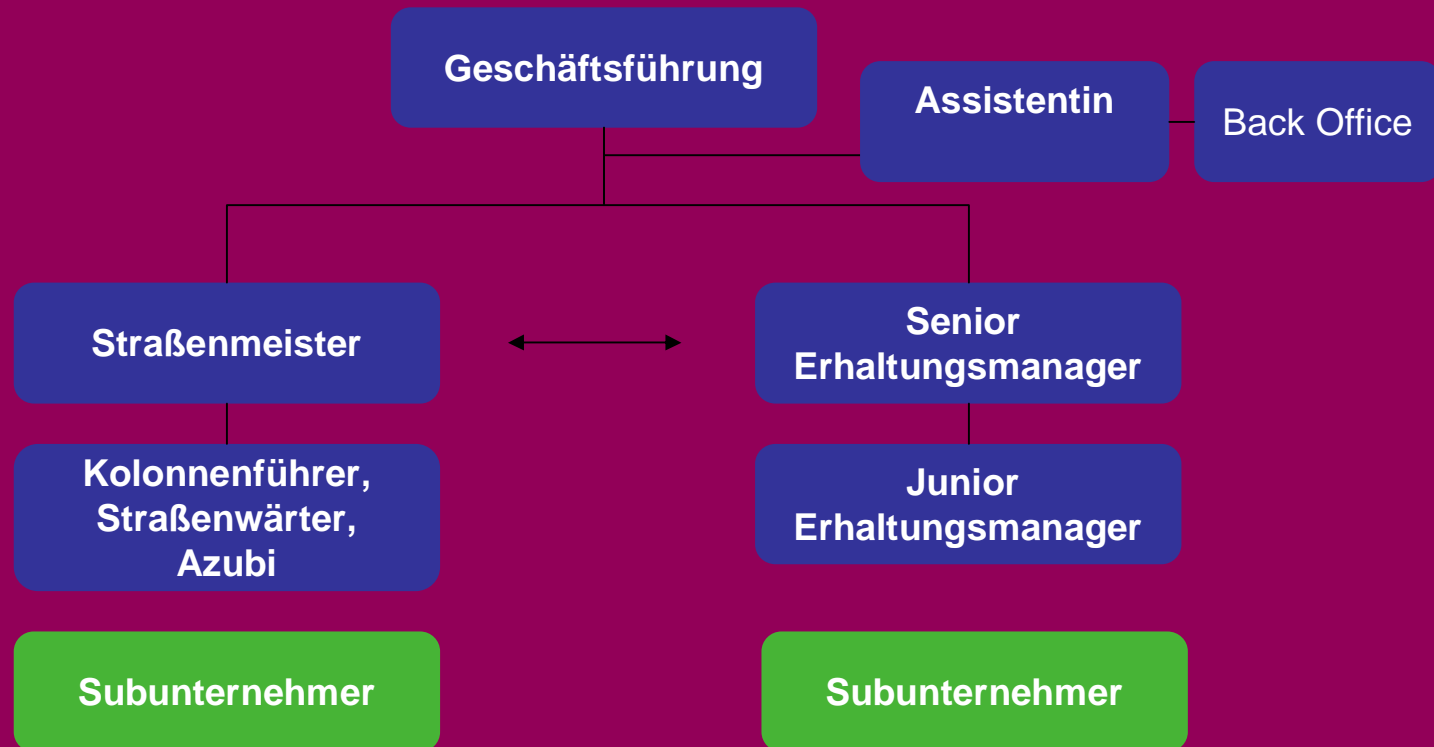 Geschäftsführung
Assistentin
Back Office
Straßenmeister
Senior
Erhaltungsmanager
Kolonnenführer,
Straßenwärter,
Azubi
Junior
Erhaltungsmanager
Subunternehmer
Subunternehmer